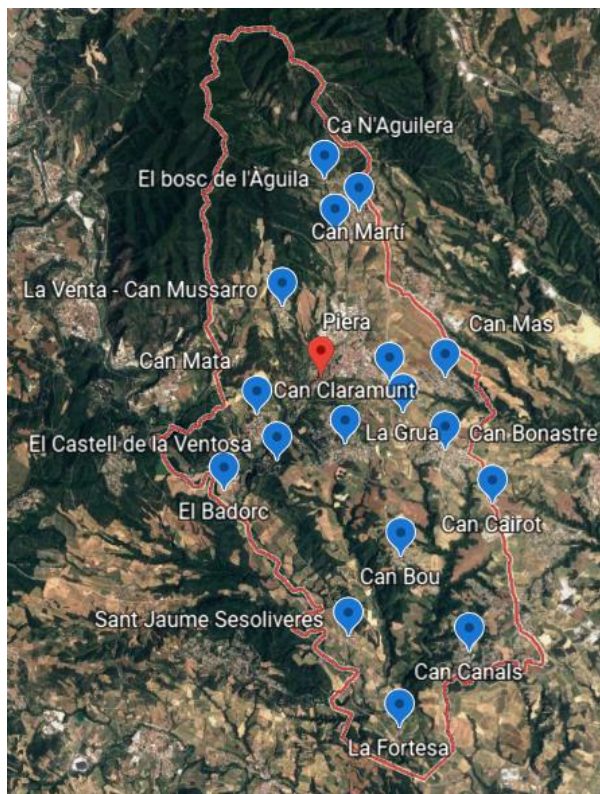 Ca N'Aguilera
El bosc de l'Àguila
Can Martí
La Venta - Can Mussarro
Piera
Can Mas
Can Mata
Can Claramunt
La Grua
Can Bonastre
El Castell de la Ventosa
El Badorc
Can Cairot
Can Bou
Sant Jaume Sesoliveres
Can Canals
La Fortesa